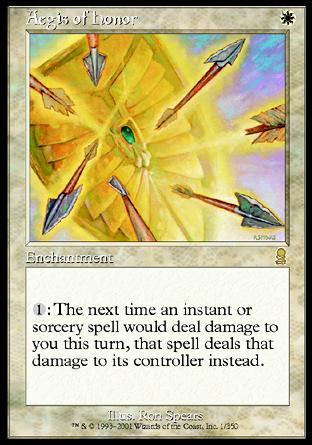 Aegis of Honor
Enchantment
1: The next time an instant or
sorcery spell would deal damage to
you this turn, that spell deals that
damage to its controller instead.
Illus. Ron Spears
™ & © 1993-2001 Wizards of the Coast, Inc. 1/350